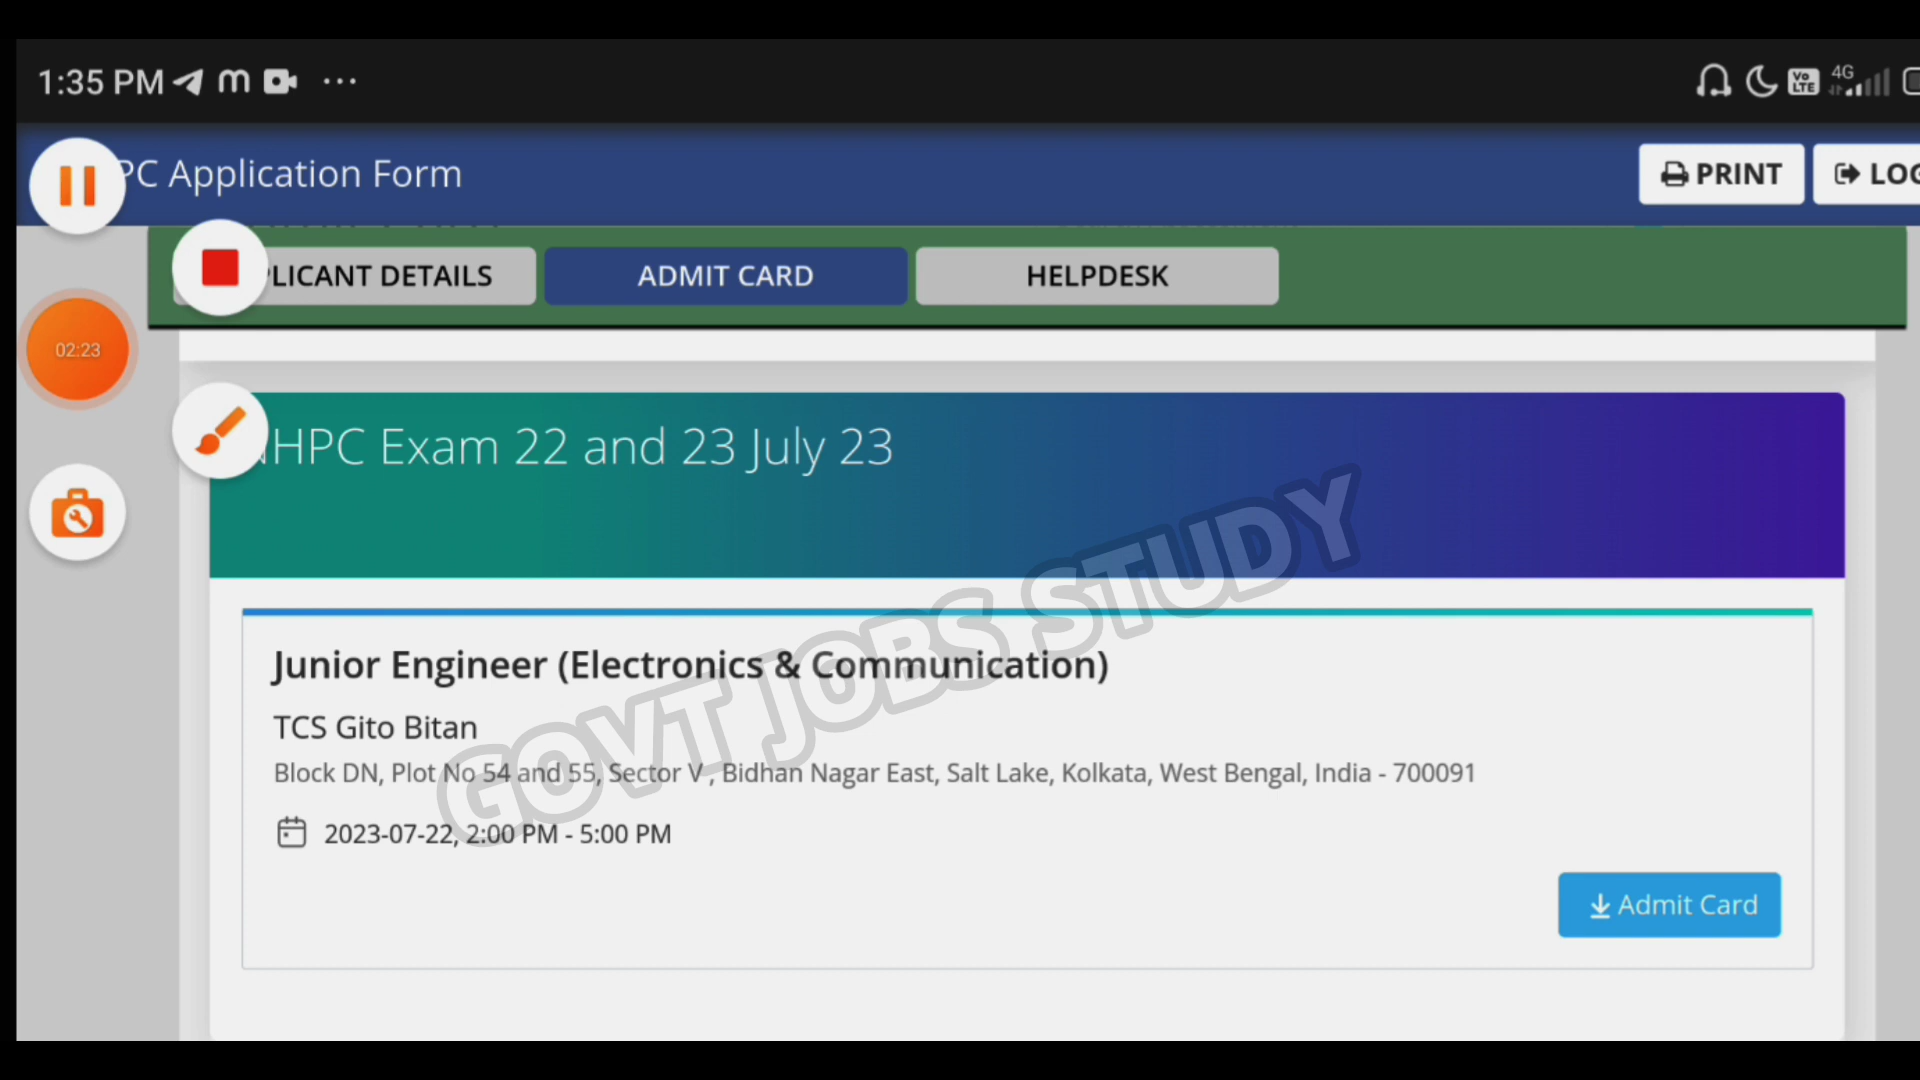 1:35 PM
4G
Vo LTE
PC Application Form
PRINT
LOG
LICANT DETAILS
ADMIT CARD
HELPDESK
02:23
HPC Exam 22 and 23 July 23
Junior Engineer (Electronics & Communication)
TCS Gito Bitan
Block DN, Plot No 54 and 55, Sector V , Bidhan Nagar East, Salt Lake, Kolkata, West Bengal, India - 700091
2023-07-22, 2:00 PM - 5:00 PM
Admit Card
GOVT JOBS STUDY